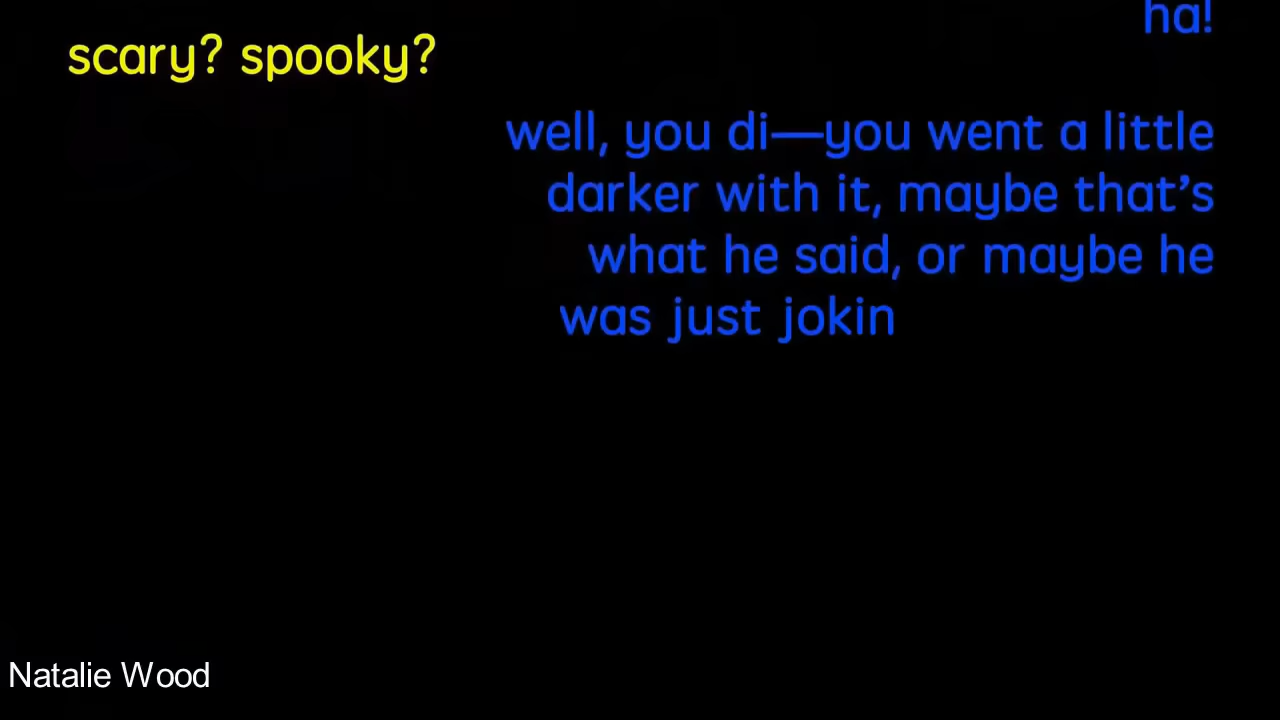 ha!
scary? spooky?
well, you di—you went a little
darker with it, maybe that’s
what he said, or maybe he
was just jokin
Natalie Wood